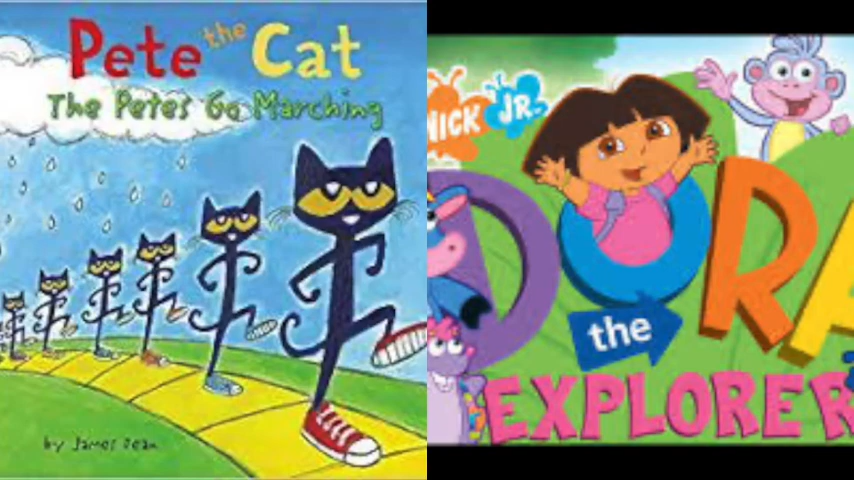 Pete the Cat
The Petes Go Marching
by James Dean
NICK JR.
DORA
the
EXPLORER